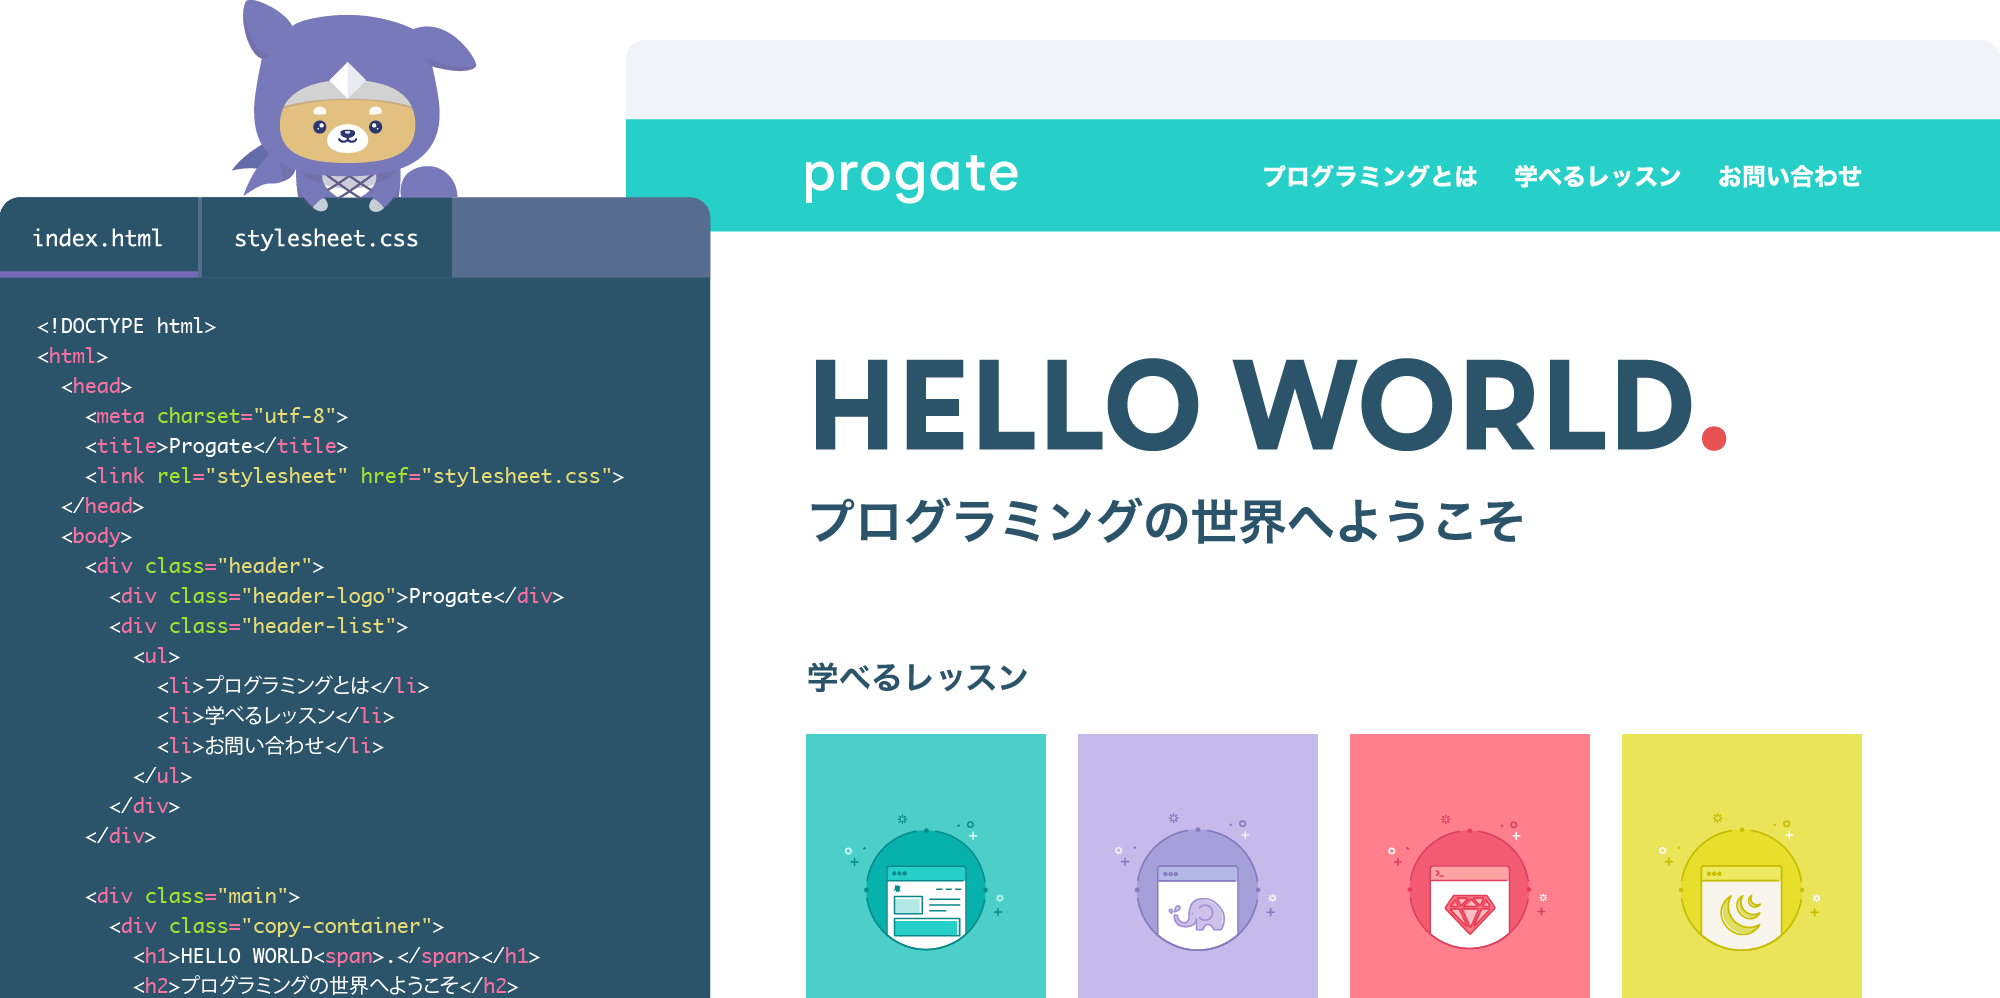 index.html
stylesheet.css
<!DOCTYPE html>
<html>
<head>
<meta charset="utf-8">
<title>Progate</title>
<link rel="stylesheet" href="stylesheet.css">
</head>
<body>
<div class="header">
<div class="header-logo">Progate</div>
<div class="header-list">
<ul>
<li>プログラミングとは</li>
<li>学べるレッスン</li>
<li>お問い合わせ</li>
</ul>
</div>
</div>
<div class="main">
<div class="copy-container">
<h1>HELLO WORLD<span>.</span></h1>
<h2>プログラミングの世界へようこそ</h2>
progate
プログラミングとは 学べるレッスン お問い合わせ
HELLO WORLD.
プログラミングの世界へようこそ
学べるレッスン